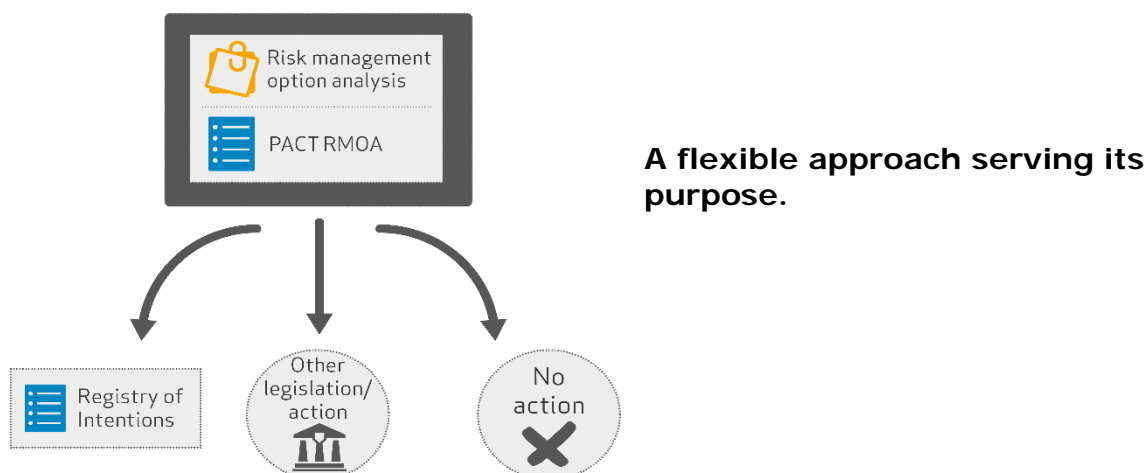 Risk management
option analysis
PACT RMOA
A flexible approach serving its
purpose.
Registry of
Intentions
Other
legislation/
action
No
action